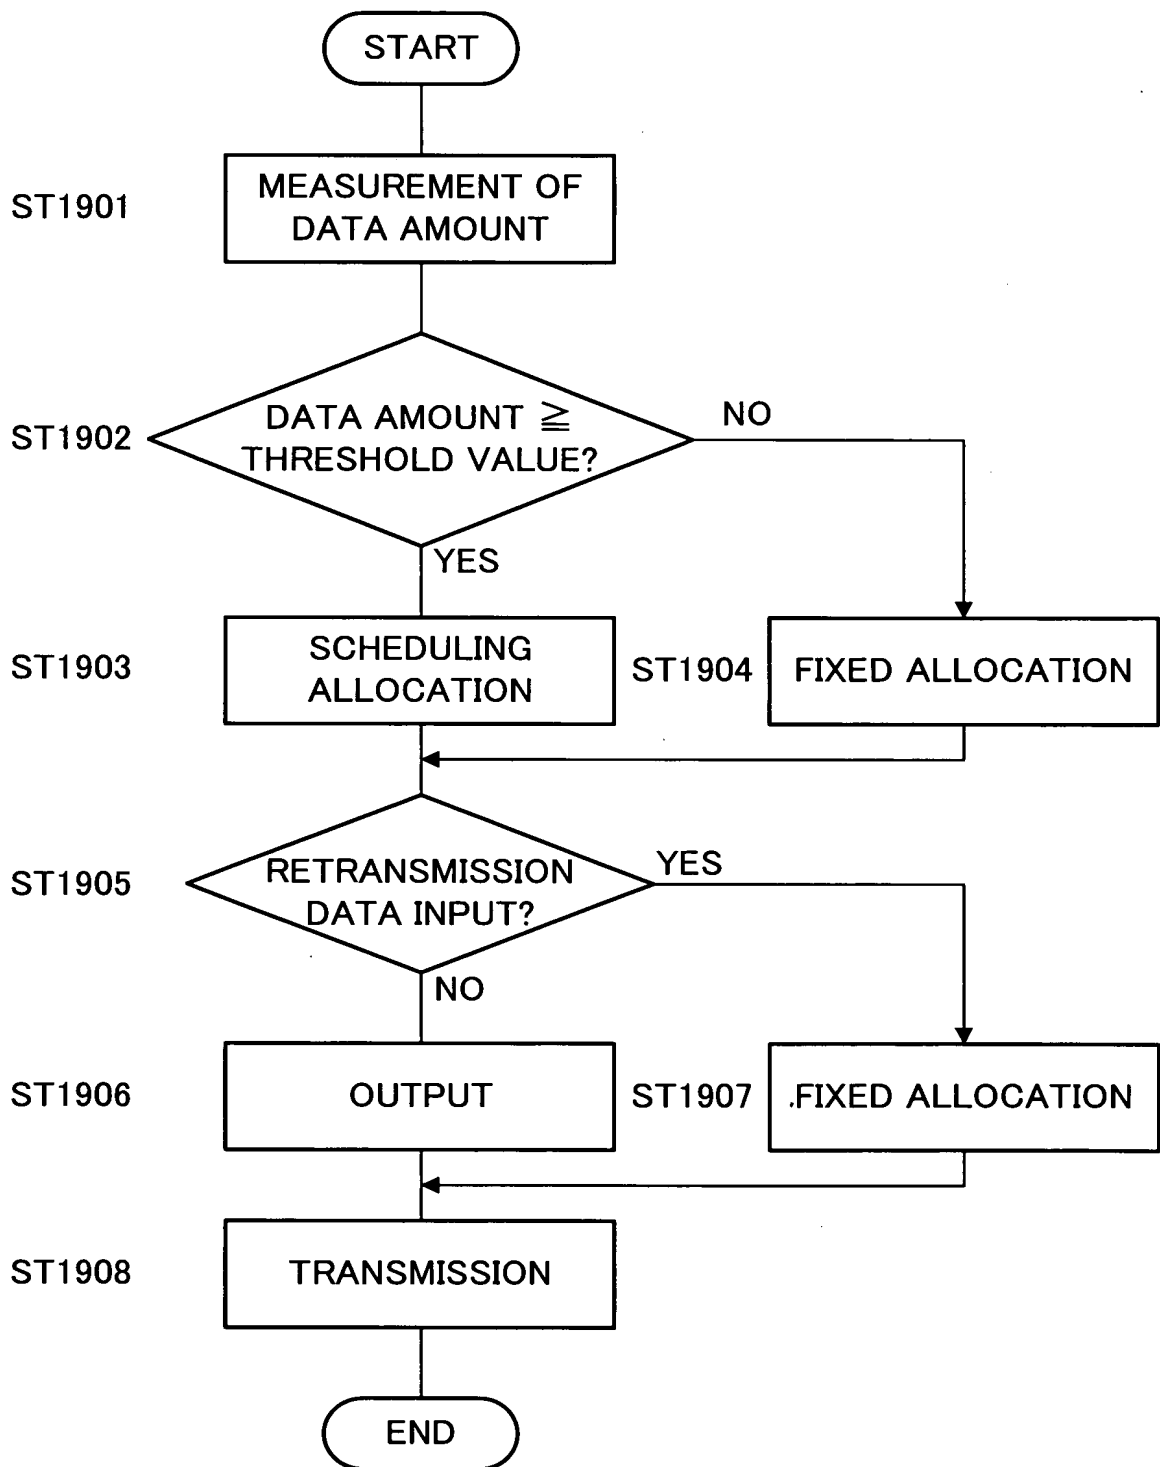 START
ST1901
MEASUREMENT OF
DATA AMOUNT
ST1902
DATA AMOUNT ≧
THRESHOLD VALUE?
NO
YES
ST1903
SCHEDULING
ALLOCATION
ST1904
FIXED ALLOCATION
ST1905
RETRANSMISSION
DATA INPUT?
YES
NO
ST1906
OUTPUT
ST1907
FIXED ALLOCATION
ST1908
TRANSMISSION
END